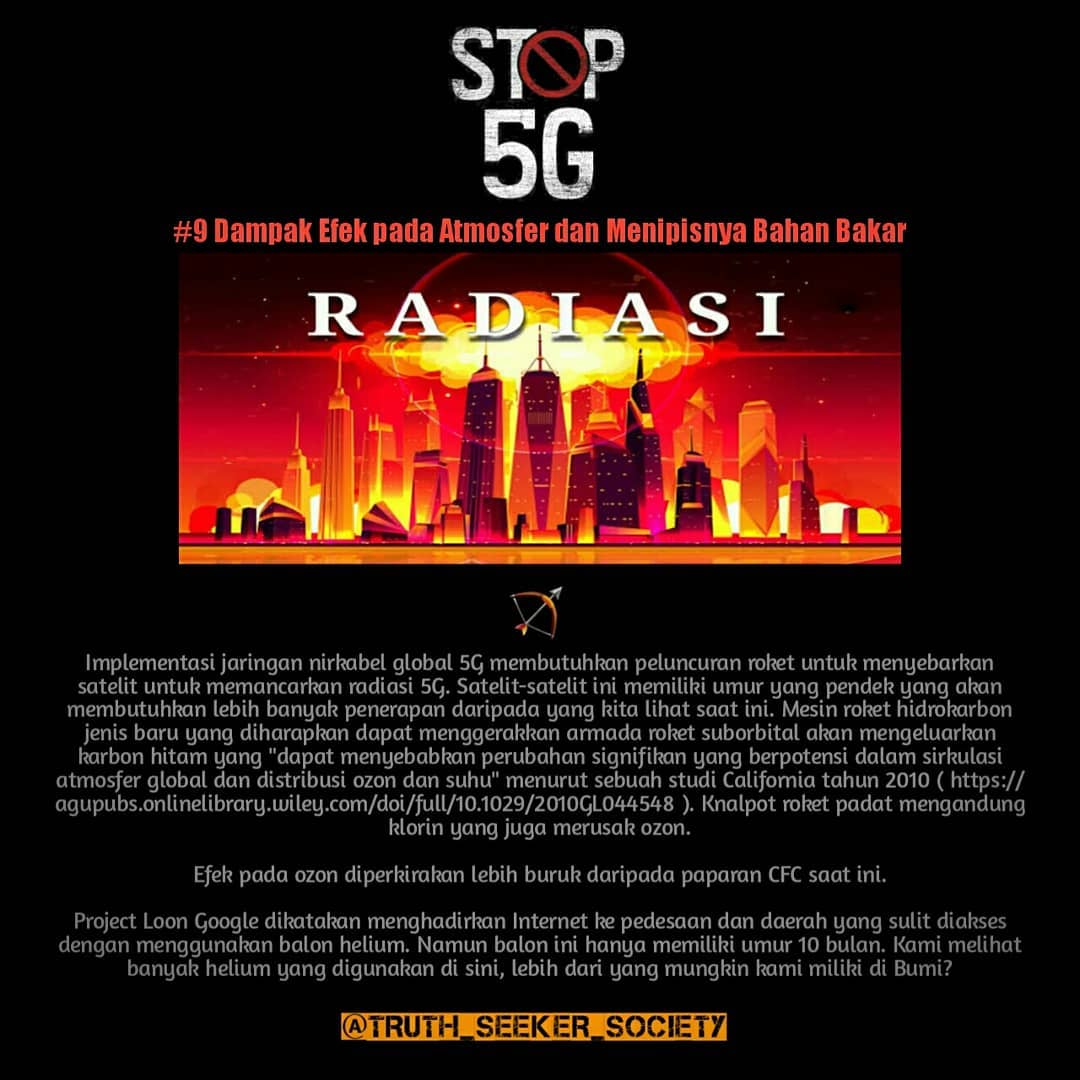 STOP
5G
#9 Dampak Efek pada Atmosfer dan Menipisnya Bahan Bakar
RADIASI
Implementasi jaringan nirkabel global 5G membutuhkan peluncuran roket untuk menyebarkan
satelit untuk memancarkan radiasi 5G. Satelit-satelit ini memiliki umur yang pendek yang akan
membutuhkan lebih banyak penerapan daripada yang kita lihat saat ini. Mesin roket hidrokarbon
jenis baru yang diharapkan dapat menggerakkan armada roket suborbital akan mengeluarkan
karbon hitam yang "dapat menyebabkan perubahan signifikan yang berpotensi dalam sirkulasi
atmosfer global dan distribusi ozon dan suhu" menurut sebuah studi California tahun 2010 ( https://
agupubs.onlinelibrary.wiley.com/doi/full/10.1029/2010GL044548 ). Knalpot roket padat mengandung
klorin yang juga merusak ozon.
Efek pada ozon diperkirakan lebih buruk daripada paparan CFC saat ini.
Project Loon Google dikatakan menghadirkan Internet ke pedesaan dan daerah yang sulit diakses
dengan menggunakan balon helium. Namun balon ini hanya memiliki umur 10 bulan. Kami melihat
banyak helium yang digunakan di sini, lebih dari yang mungkin kami miliki di Bumi?
@TRUTH_SEEKER_SOCIETY